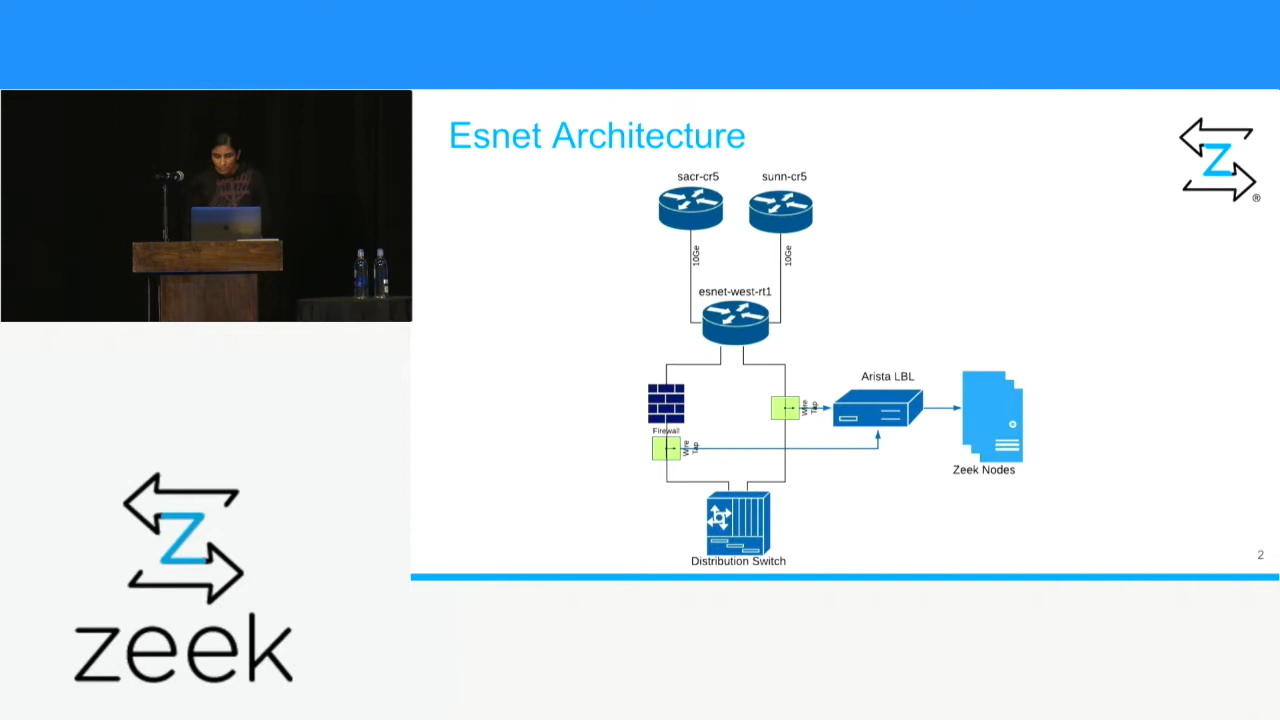 Esnet Architecture
Z
®
sacr-cr5
sunn-cr5
10Ge
10Ge
esnet-west-rt1
Arista LBL
Wire
Tap
Firewall
Wire
Tap
Zeek Nodes
Distribution Switch
2
Z
zeek